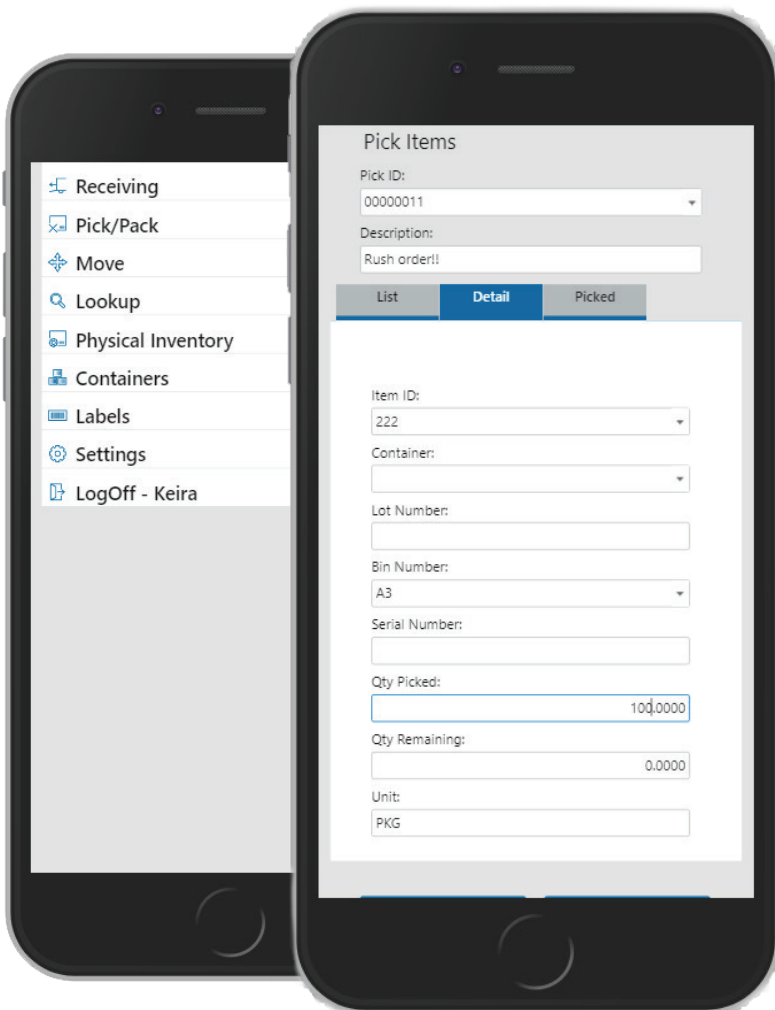 Receiving
Pick/Pack
Move
Lookup
Physical Inventory
Containers
Labels
Settings
LogOff - Keira
Pick Items
Pick ID:
00000011
Description:
Rush order!!
List Detail Picked
Item ID:
222
Container:
Lot Number:
Bin Number:
A3
Serial Number:
Qty Picked:
100.0000
Qty Remaining:
0.0000
Unit:
PKG